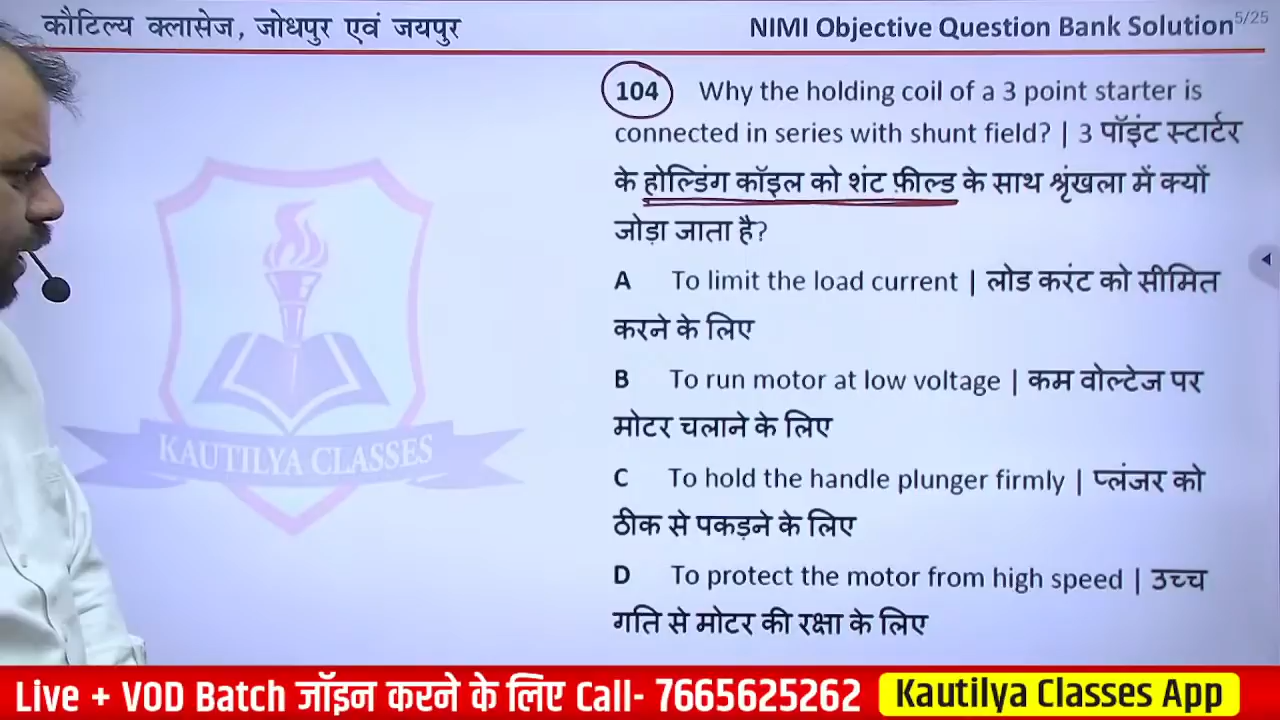 कौटिल्य क्लासेज, जोधपुर एवं जयपुर
NIMI Objective Question Bank Solution
5/25
104 Why the holding coil of a 3 point starter is
connected in series with shunt field? | 3 पॉइंट स्टार्टर
के होल्डिंग कॉइल को शंट फ़ील्ड के साथ श्रृंखला में क्यों
जोड़ा जाता है?
A To limit the load current | लोड करंट को सीमित
करने के लिए
B To run motor at low voltage | कम वोल्टेज पर
मोटर चलाने के लिए
C To hold the handle plunger firmly | प्लंजर को
ठीक से पकड़ने के लिए
D To protect the motor from high speed | उच्च
गति से मोटर की रक्षा के लिए
KAUTILYA CLASSES
Live + VOD Batch जॉइन करने के लिए Call- 7665625262
Kautilya Classes App